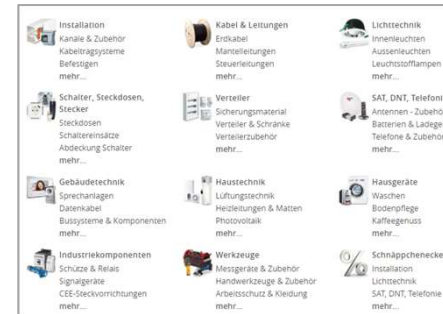 Installation
Kanäle & Zubehör
Kabeltragsysteme
Befestigen
mehr...
Kabel & Leitungen
Erdkabel
Mantelleitungen
Steuerleitungen
mehr...
Lichttechnik
Innenleuchten
Aussenleuchten
Leuchtstofflampen
mehr...
Schalter, Steckdosen,
Stecker
Steckdosen
Schaltereinsätze
Abdeckung Schalter
mehr...
Verteiler
Sicherungsmaterial
Verteiler & Schränke
Verteilerzubehör
mehr...
SAT, DNT, Telefoni
Antennen - Zubehö
Batterien & Ladege
Telefone & Zubehö
mehr...
Gebäudetechnik
Sprechanlagen
Datenkabel
Bussysteme & Komponenten
mehr...
Haustechnik
Lüftungstechnik
Heizleitungen & Matten
Photovoltaik
mehr...
Hausgeräte
Waschen
Bodenpflege
Kaffeegenuss
mehr...
Industriekomponenten
Schütze & Relais
Signalgeräte
CEE-Steckvorrichtungen
mehr...
Werkzeuge
Messgeräte & Zubehör
Handwerkzeuge & Zubehör
Arbeitsschutz & Kleidung
mehr...
Schnäppchenecke
Installation
Lichttechnik
SAT, DNT, Telefonie
mehr...